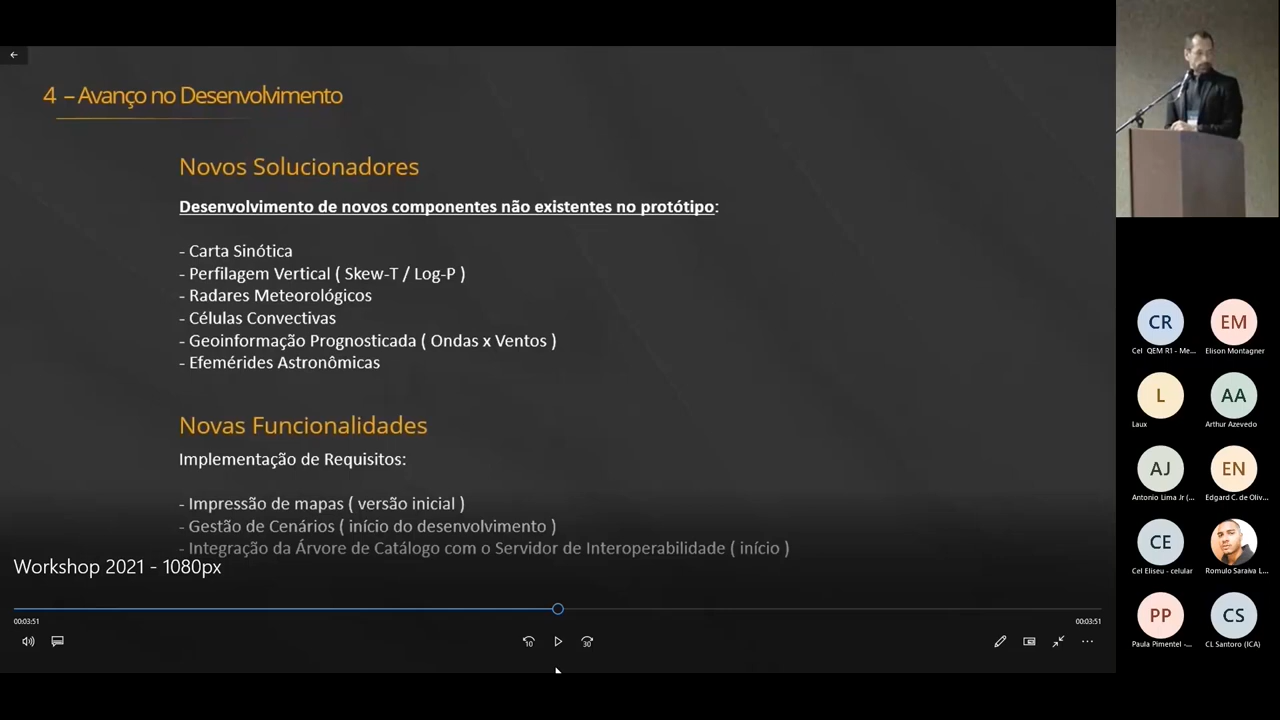 4 – Avanço no Desenvolvimento
Novos Solucionadores
Desenvolvimento de novos componentes não existentes no protótipo:
- Carta Sinótica
- Perfilagem Vertical ( Skew-T / Log-P )
- Radares Meteorológicos
- Células Convectivas
- Geoinformação Prognosticada ( Ondas x Ventos )
- Efemérides Astronômicas
Novas Funcionalidades
Implementação de Requisitos:
- Impressão de mapas ( versão inicial )
- Gestão de Cenários ( início do desenvolvimento )
- Integração da Árvore de Catálogo com o Servidor de Interoperabilidade ( início )
Workshop 2021 - 1080px
00:03:51
00:03:51
10
30
CR
Cel QEM R1 - Me...
EM
Elison Montagner
L
Laux
AA
Arthur Azevedo
AJ
Antonio Lima Jr (...
EN
Edgard C. de Oliv...
CE
Cel Eliseu - celular
Romulo Saraiva L...
PP
Paula Pimentel -...
CS
CL Santoro (ICA)